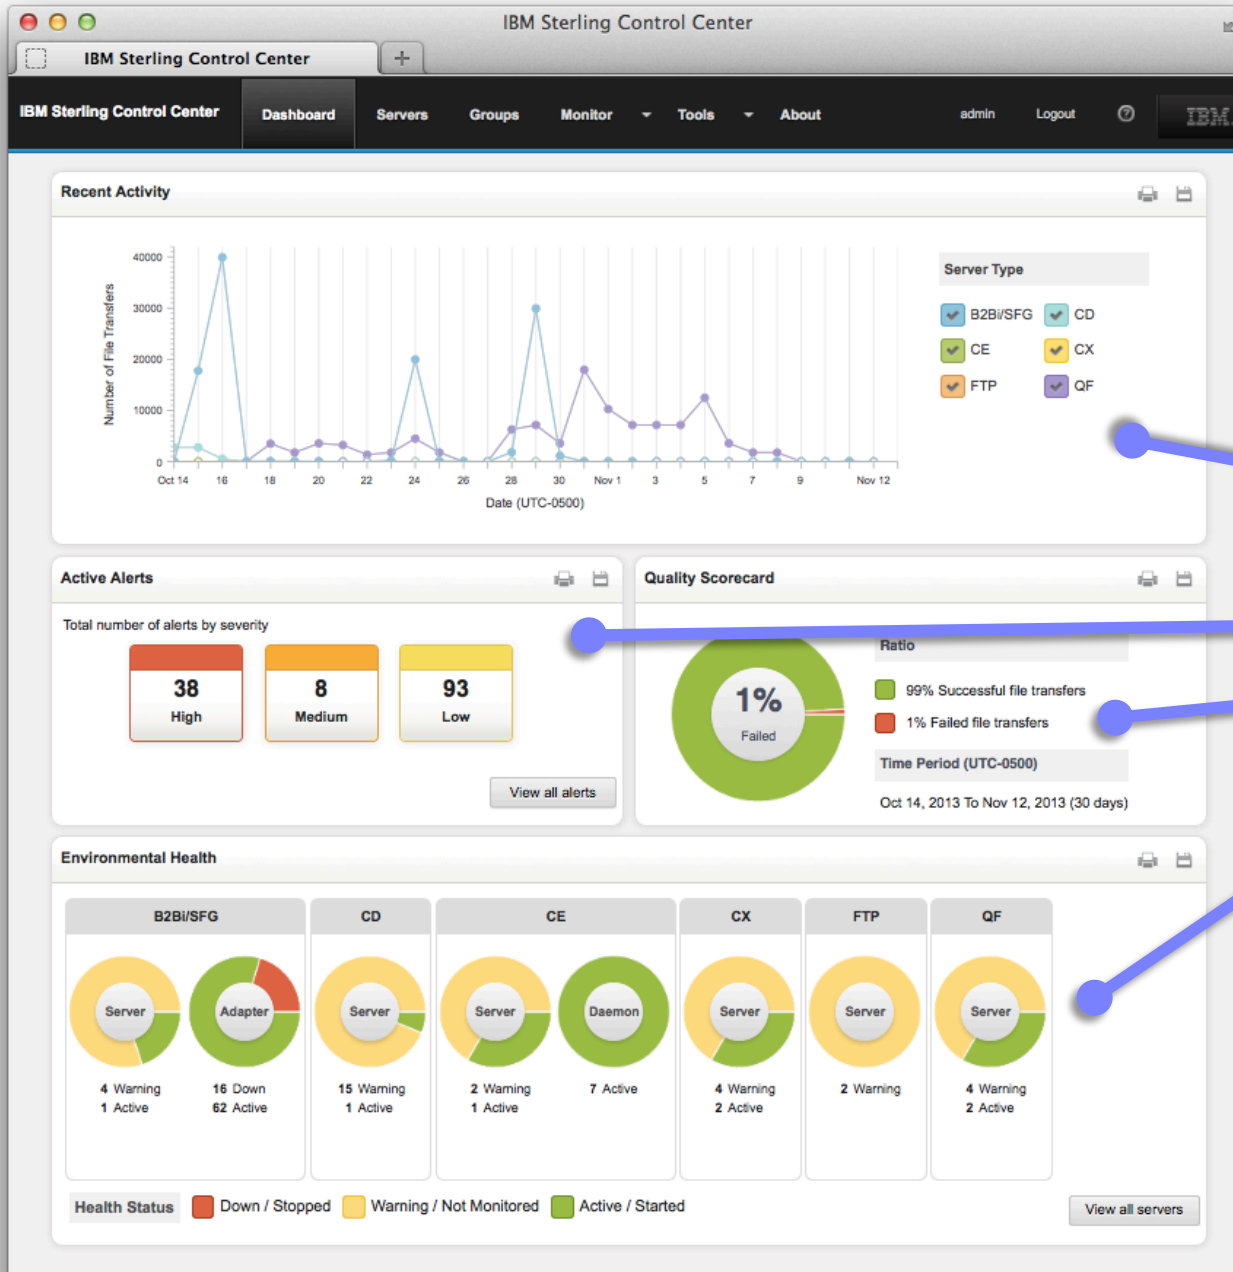 IBM Sterling Control Center
IBM Sterling Control Center
IBM Sterling Control Center Dashboard Servers Groups Monitor Tools About admin Logout ? IBM.
Recent Activity
40000
30000
20000
10000
0
Number of File Transfers
Oct 14 16 18 20 22 24 26 28 30 Nov 1 3 5 7 9 Nov 12
Date (UTC-0500)
Server Type
B2Bi/SFG CD
CE CX
FTP QF
Active Alerts
Total number of alerts by severity
38 8 93
High Medium Low
View all alerts
Quality Scorecard
1%
Failed
Ratio
99% Successful file transfers
1% Failed file transfers
Time Period (UTC-0500)
Oct 14, 2013 To Nov 12, 2013 (30 days)
Environmental Health
B2Bi/SFG CD CE CX FTP QF
Server Adapter Server Server Daemon Server Server Server
4 Warning 16 Down 15 Warning 2 Warning 7 Active 4 Warning 2 Warning 4 Warning
1 Active 62 Active 1 Active 1 Active 2 Active 2 Active
Health Status Down / Stopped Warning / Not Monitored Active / Started
View all servers